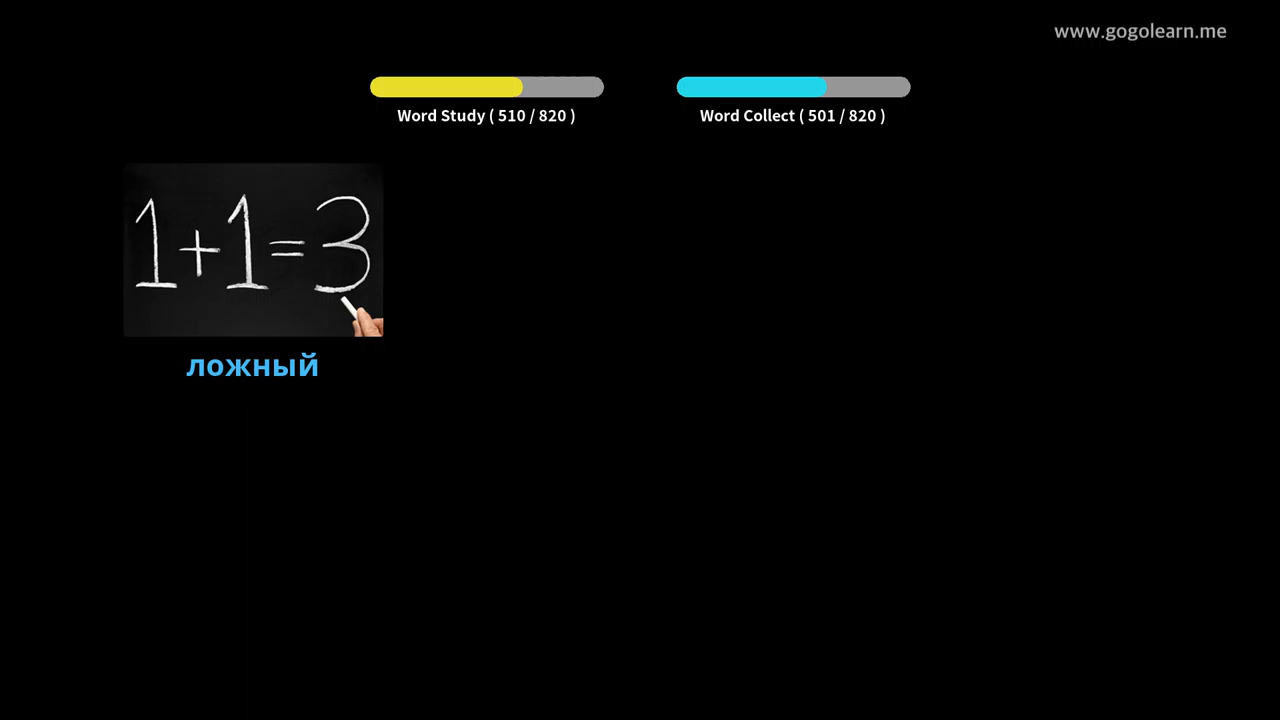 www.gogolearn.me
Word Study ( 510 / 820 )
Word Collect ( 501 / 820 )
1+1=3
ложный